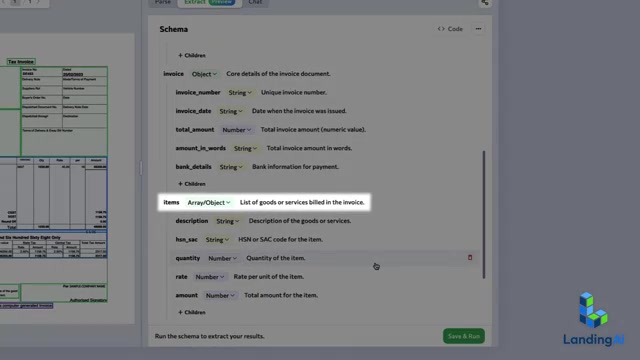 Parse Extract Preview Chat
Schema
<> Code
+ Children
invoice Object Core details of the invoice document.
invoice_number String Unique invoice number.
invoice_date String Date when the invoice was issued.
total_amount Number Total invoice amount (numeric value).
amount_in_words String Total invoice amount in words.
bank_details String Bank information for payment.
+ Children
items Array/Object List of goods or services billed in the invoice.
description String Description of the goods or services.
hsn_sac String HSN or SAC code for the item.
quantity Number Quantity of the item.
rate Number Rate per unit of the item.
amount Number Total amount for the item.
+ Children
Run the schema to extract your results.
Save & Run
Tax Invoice
Authorised Signatory
LandingAI